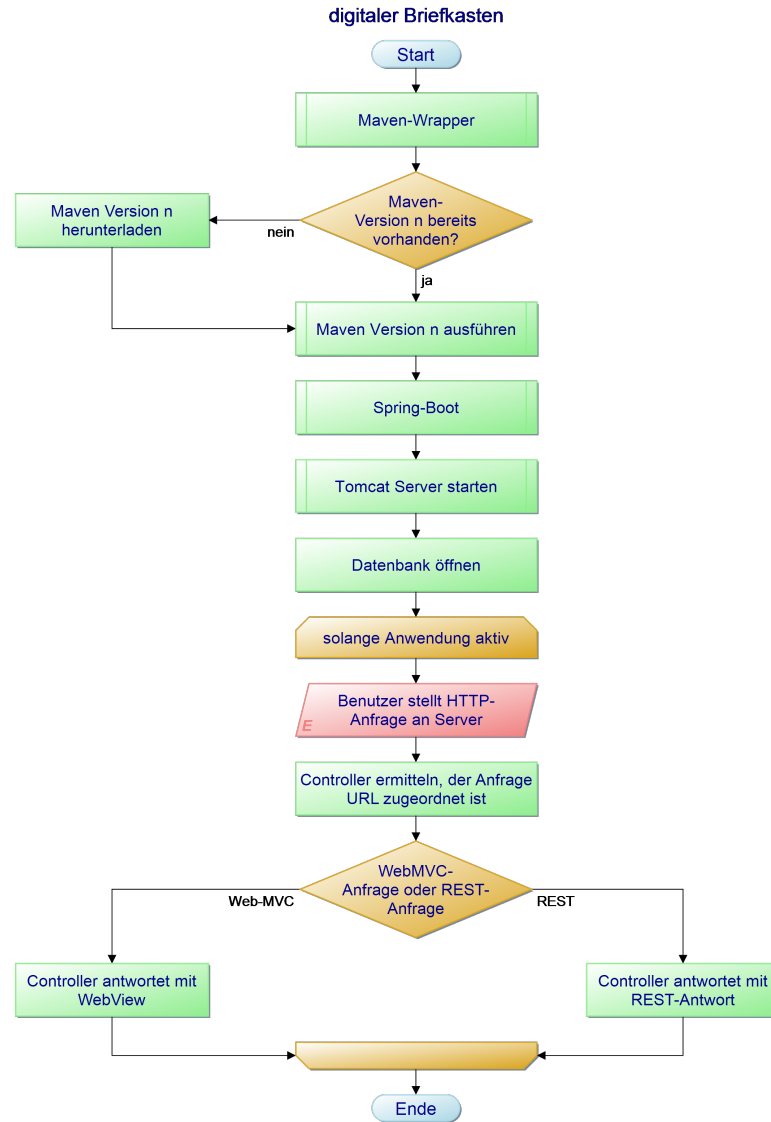 digitaler Briefkasten
Start
Maven-Wrapper
Maven-
Version n bereits
vorhanden?
nein
ja
Maven Version n
herunterladen
Maven Version n ausführen
Spring-Boot
Tomcat Server starten
Datenbank öffnen
solange Anwendung aktiv
Benutzer stellt HTTP-
Anfrage an Server
E
Controller ermitteln, der Anfrage
URL zugeordnet ist
WebMVC-
Anfrage oder REST-
Anfrage
Web-MVC
REST
Controller antwortet mit
WebView
Controller antwortet mit
REST-Antwort
Ende